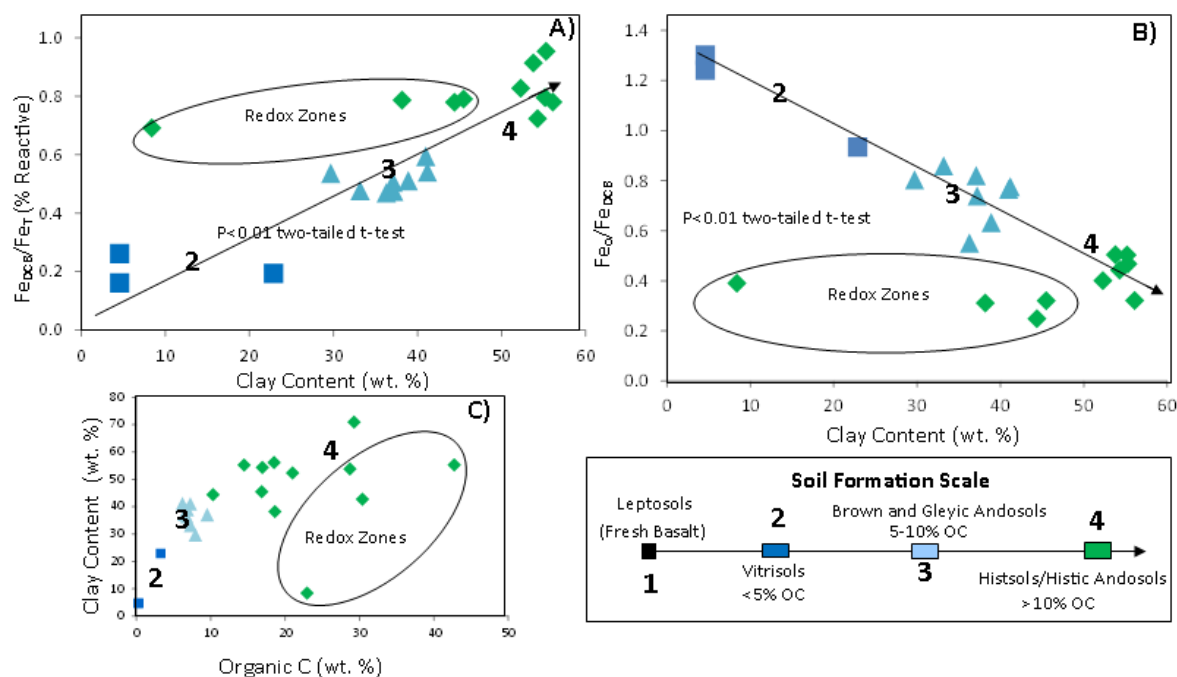 A)
1.0
0.8
0.6
0.4
0.2
0.0
Fe_DCB/Fe_T (% Reactive)
Redox Zones
4
3
P<0.01 two-tailed t-test
2
0 10 20 30 40 50 60
Clay Content (wt. %)
B)
1.4
1.2
1.0
0.8
0.6
0.4
0.2
0.0
Fe_O/Fe_DCB
2
3
P<0.01 two-tailed t-test
4
Redox Zones
0 10 20 30 40 50 60
Clay Content (wt. %)
C)
80
70
60
50
40
30
20
10
0
Clay Content (wt. %)
4
3
Redox Zones
2
0 10 20 30 40 50
Organic C (wt. %)
Soil Formation Scale
Leptosols
(Fresh Basalt)
1
2
Vitrisols
<5% OC
Brown and Gleyic Andosols
5-10% OC
3
4
Histsols/Histic Andosols
>10% OC